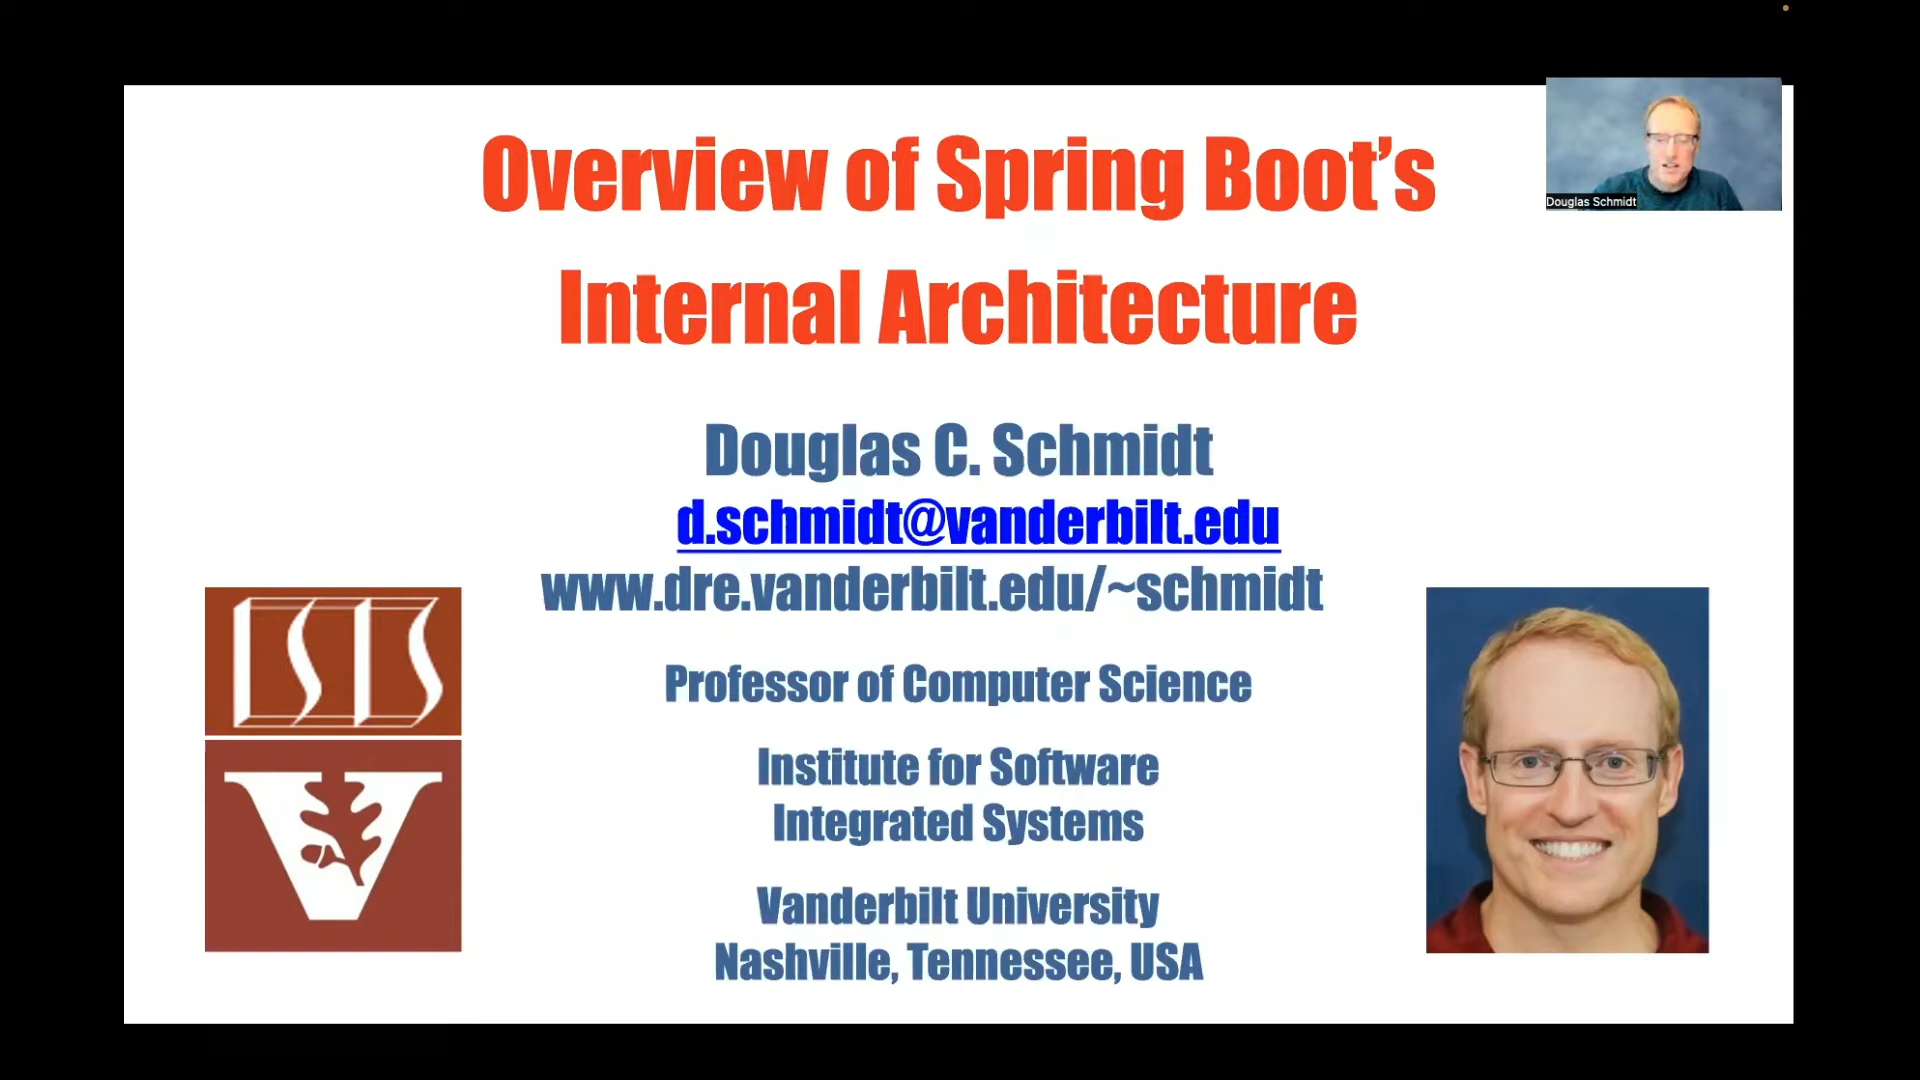 Overview of Spring Boot’s
Internal Architecture
Douglas Schmidt
Douglas C. Schmidt
d.schmidt@vanderbilt.edu
www.dre.vanderbilt.edu/~schmidt
Professor of Computer Science
Institute for Software
Integrated Systems
Vanderbilt University
Nashville, Tennessee, USA
ISIS
V